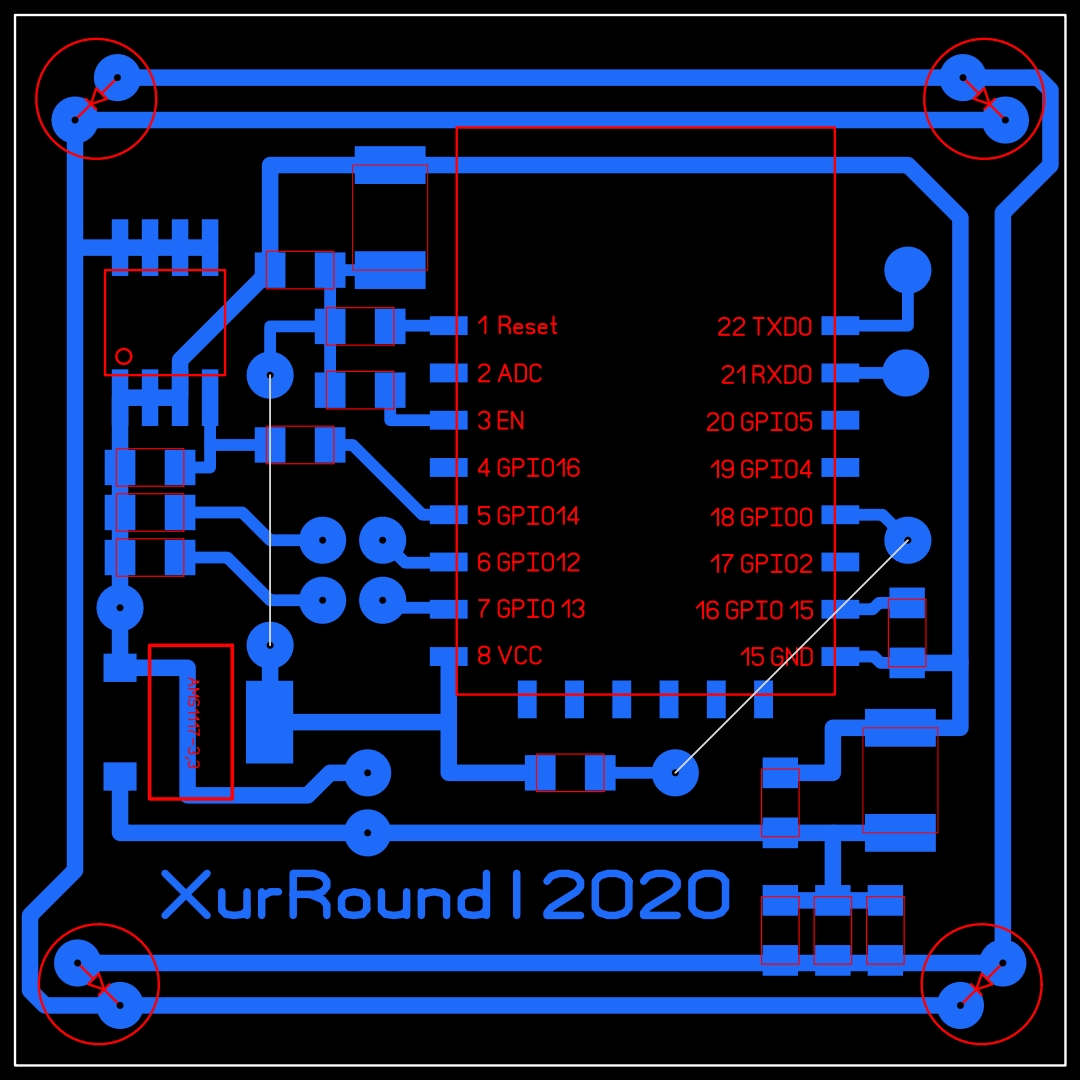 1 Reset
2 ADC
3 EN
4 GPIO16
5 GPIO14
6 GPIO12
7 GPIO 13
8 VCC
22 TXD0
21 RXD0
20 GPIO5
19 GPIO4
18 GPIO0
17 GPIO2
16 GPIO 15
15 GND
AMS1117-3,3
XurRound | 2020